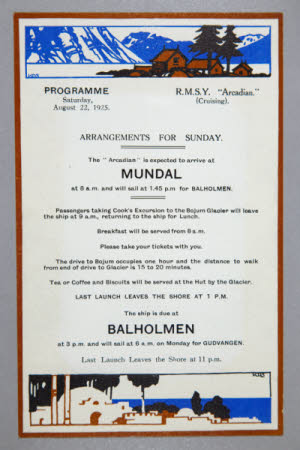 PROGRAMME
Saturday,
August 22, 1925.
R.M.S.Y. "Arcadian."
(Cruising).
ARRANGEMENTS FOR SUNDAY.
The "Arcadian" is expected to arrive at
MUNDAL
at 8 a.m. and will sail at 1.45 p.m for BALHOLMEN.
Passengers taking Cook's Excursion to the Bojum Glacier will leave
the ship at 9 a.m., returning to the ship for Lunch.
Breakfast will be served from 8 a.m.
Please take your tickets with you.
The drive to Bojum occupies one hour and the distance to walk
from end of drive to Glacier is 15 to 20 minutes.
Tea or Coffee and Biscuits will be served at the Hut by the Glacier.
LAST LAUNCH LEAVES THE SHORE AT 1 P.M.
The ship is due at
BALHOLMEN
at 3 p.m. and will sail at 6 a.m. on Monday for GUDVANGEN.
Last Launch Leaves the Shore at 11 p.m.